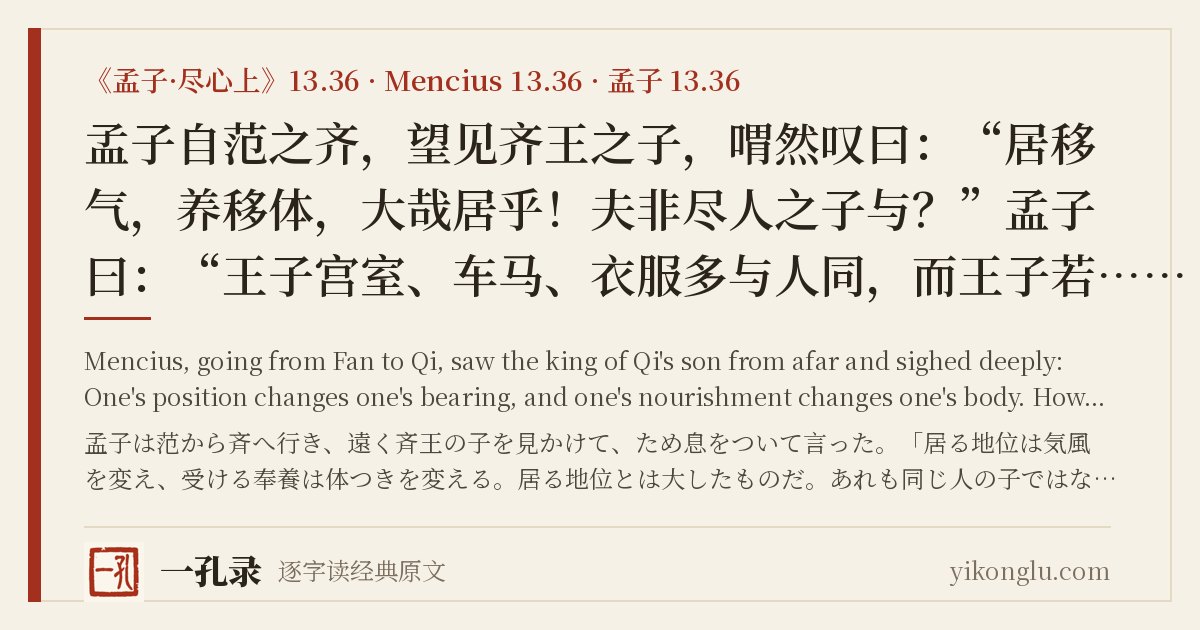 《孟子·尽心上》13.36 · Mencius 13.36 · 孟子 13.36
孟子自范之齐，望见齐王之子，喟然叹曰：“居移
气，养移体，大哉居乎！夫非尽人之子与？”孟子
曰：“王子宫室、车马、衣服多与人同，而王子若……
Mencius, going from Fan to Qi, saw the king of Qi's son from afar and sighed deeply:
One's position changes one's bearing, and one's nourishment changes one's body. How...
孟子は范から斉へ行き、遠く斉王の子を見かけて、ため息をついて言った。「居る地位は気風
を変え、受ける奉養は体つきを変える。居る地位とは大したものだ。あれも同じ人の子ではな…
一孔
一孔录 逐字读经典原文 yikonglu.com